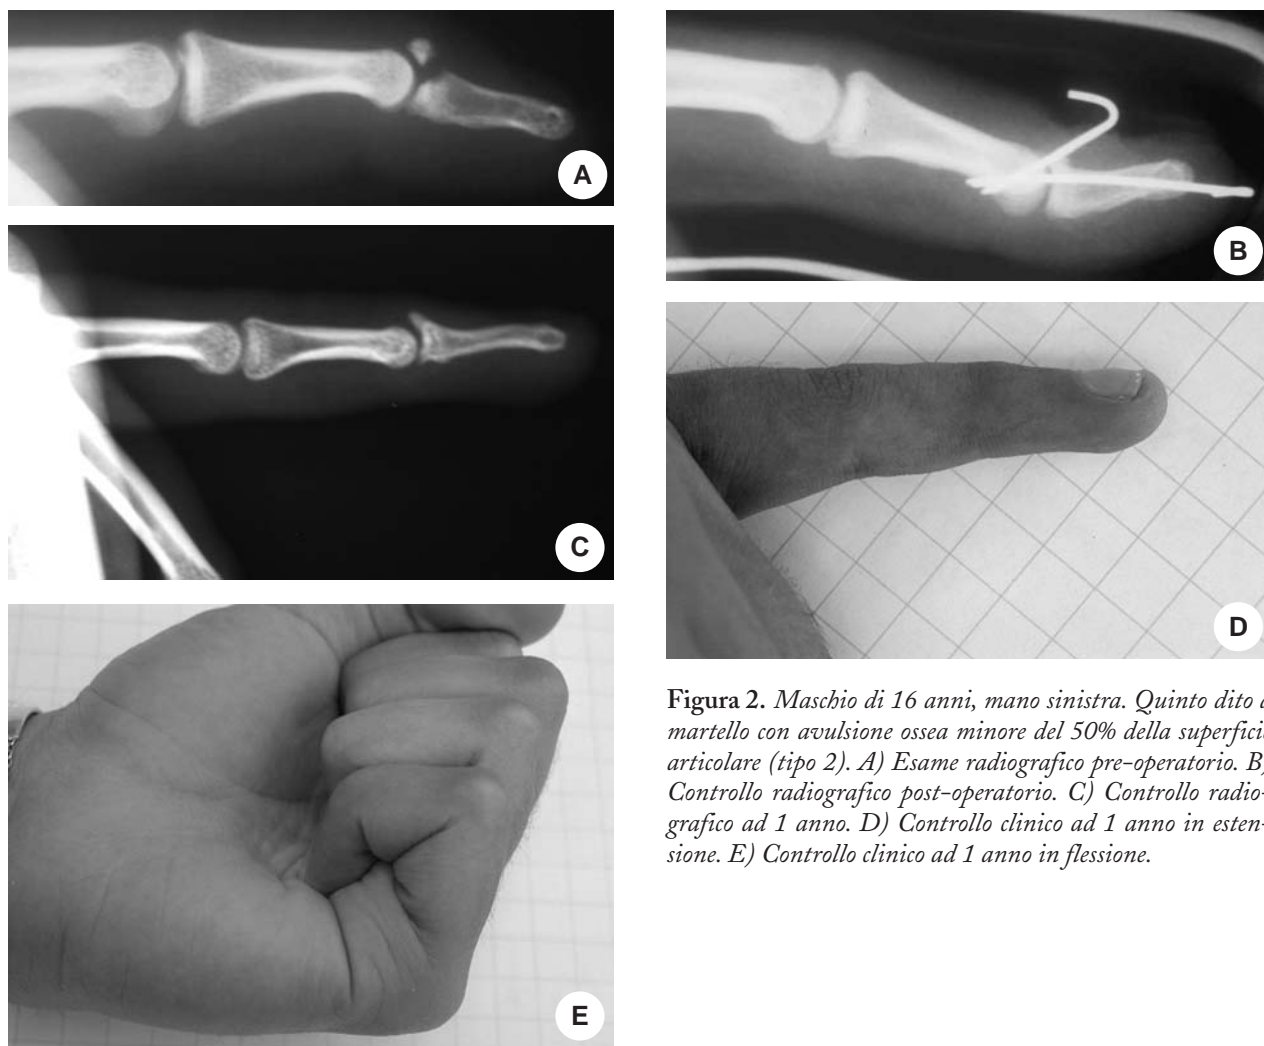 A
B
C
D
Figura 2. Maschio di 16 anni, mano sinistra. Quinto dito a
martello con avulsione ossea minore del 50% della superficie
articolare (tipo 2). A) Esame radiografico pre-operatorio. B)
Controllo radiografico post-operatorio. C) Controllo radio-
grafico ad 1 anno. D) Controllo clinico ad 1 anno in esten-
sione. E) Controllo clinico ad 1 anno in flessione.
E